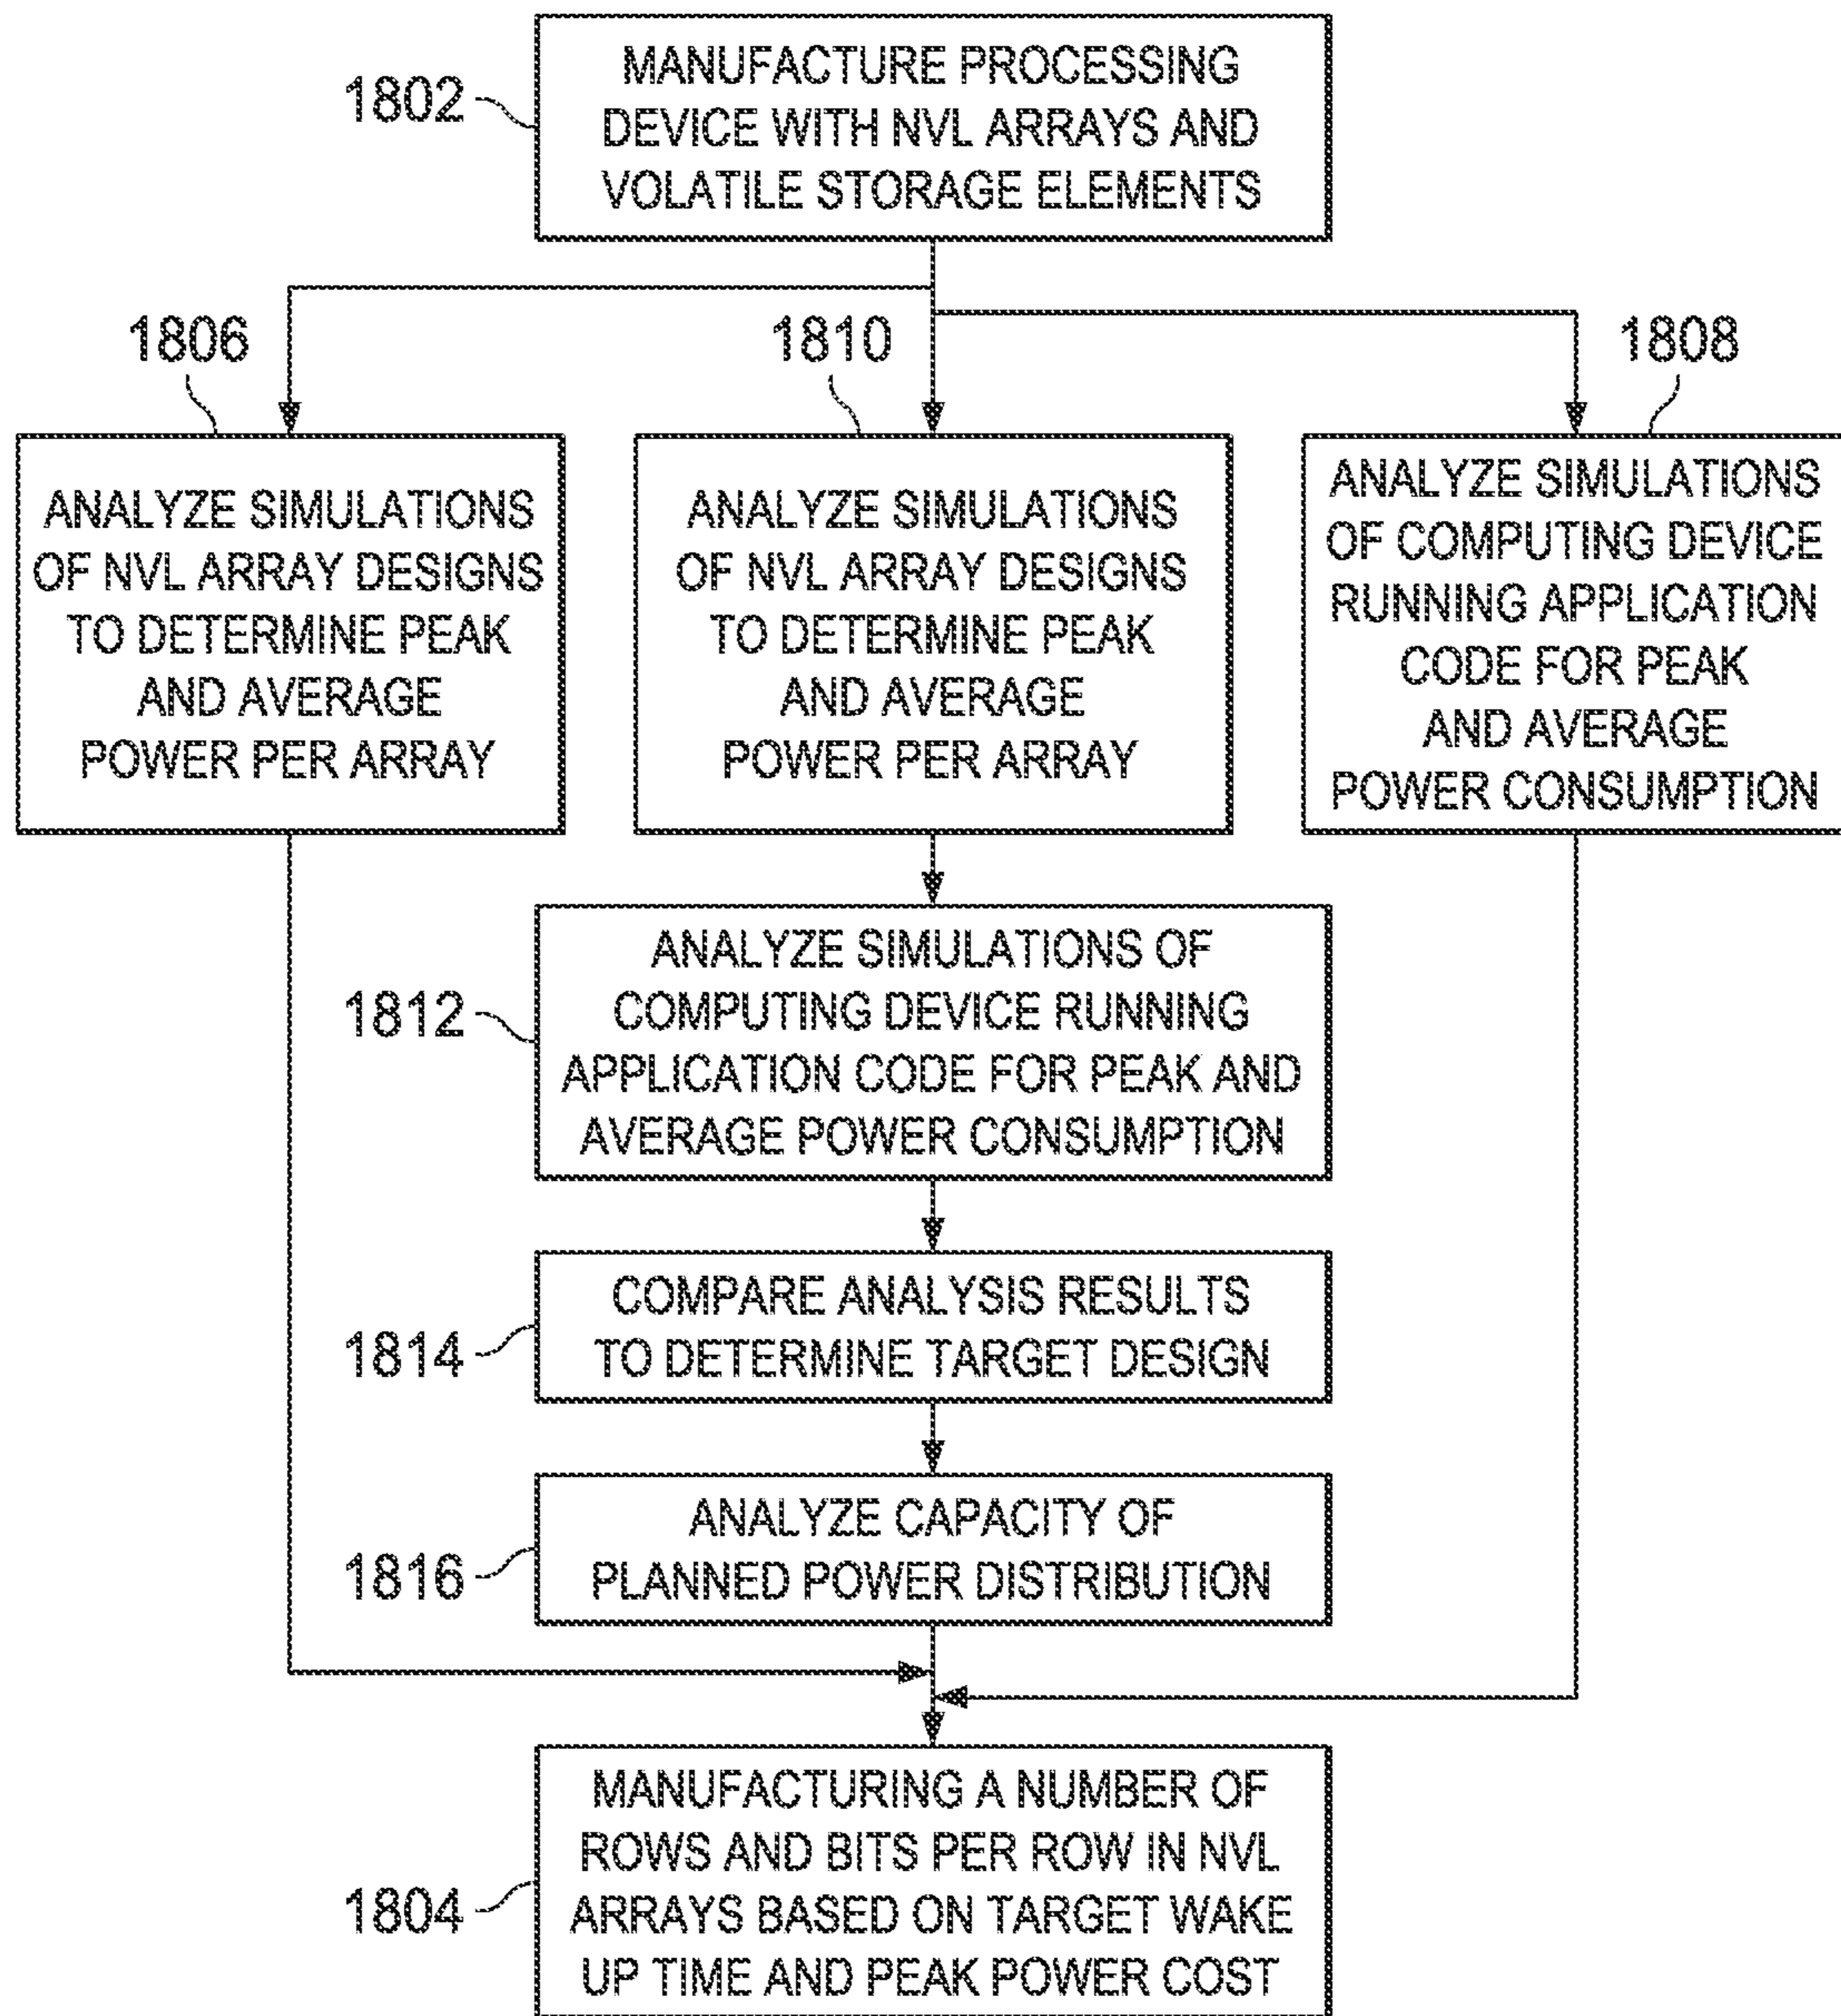 1802
MANUFACTURE PROCESSING
DEVICE WITH NVL ARRAYS AND
VOLATILE STORAGE ELEMENTS
1806
1810
1808
ANALYZE SIMULATIONS
OF NVL ARRAY DESIGNS
TO DETERMINE PEAK
AND AVERAGE
POWER PER ARRAY
ANALYZE SIMULATIONS
OF NVL ARRAY DESIGNS
TO DETERMINE PEAK
AND AVERAGE
POWER PER ARRAY
ANALYZE SIMULATIONS
OF COMPUTING DEVICE
RUNNING APPLICATION
CODE FOR PEAK
AND AVERAGE
POWER CONSUMPTION
1812
ANALYZE SIMULATIONS OF
COMPUTING DEVICE RUNNING
APPLICATION CODE FOR PEAK AND
AVERAGE POWER CONSUMPTION
1814
COMPARE ANALYSIS RESULTS
TO DETERMINE TARGET DESIGN
1816
ANALYZE CAPACITY OF
PLANNED POWER DISTRIBUTION
1804
MANUFACTURING A NUMBER OF
ROWS AND BITS PER ROW IN NVL
ARRAYS BASED ON TARGET WAKE
UP TIME AND PEAK POWER COST